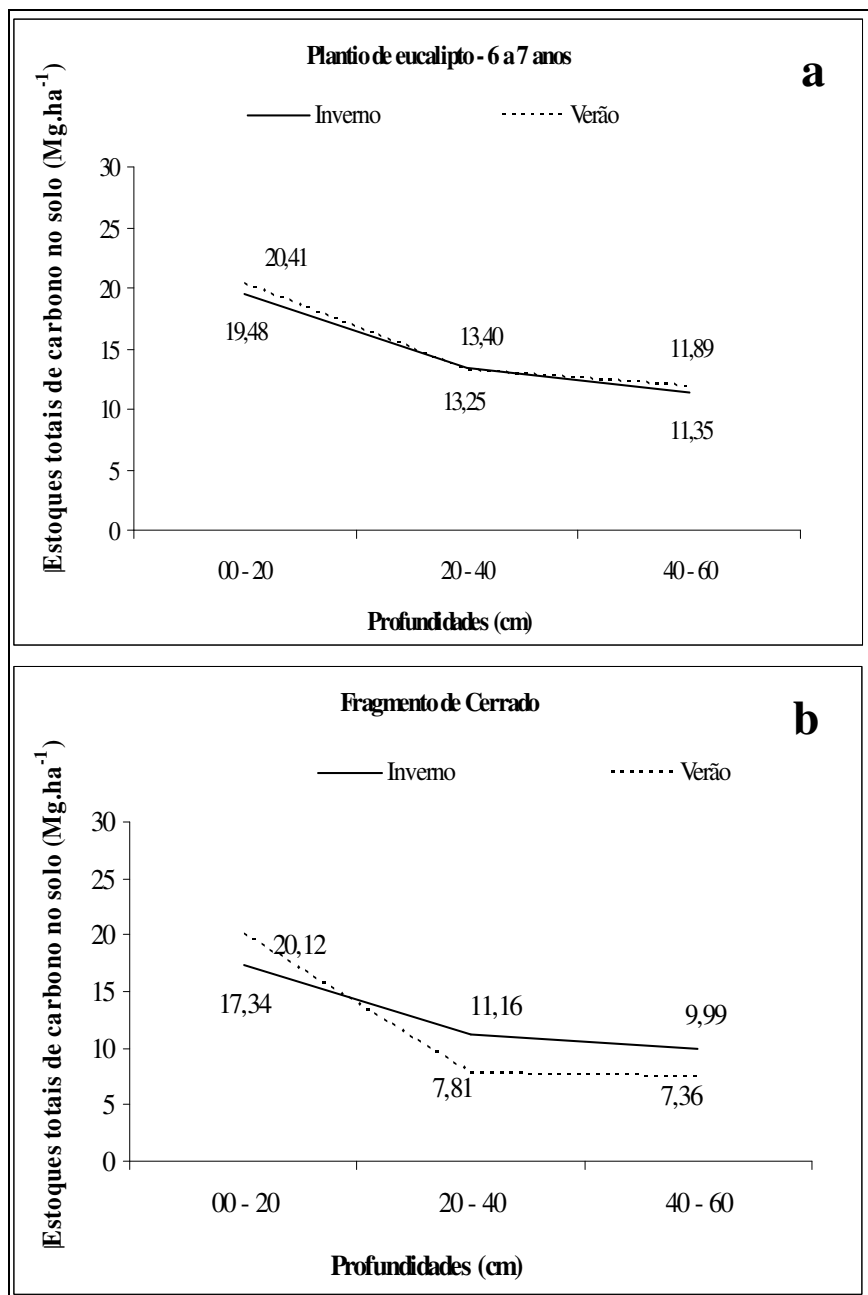 Plantio de eucalipto - 6 a 7 anos
a
Inverno
Verão
|Estoques totais de carbono no solo (Mg.ha-1)
30
25
20
15
10
5
0
20,41
19,48
13,40
13,25
11,89
11,35
00 - 20
20 - 40
40 - 60
Profundidades (cm)
Fragmento de Cerrado
b
Inverno
Verão
|Estoques totais de carbono no solo (Mg.ha-1)
30
25
20
15
10
5
0
20,12
17,34
11,16
7,81
9,99
7,36
00 - 20
20 - 40
40 - 60
Profundidades (cm)